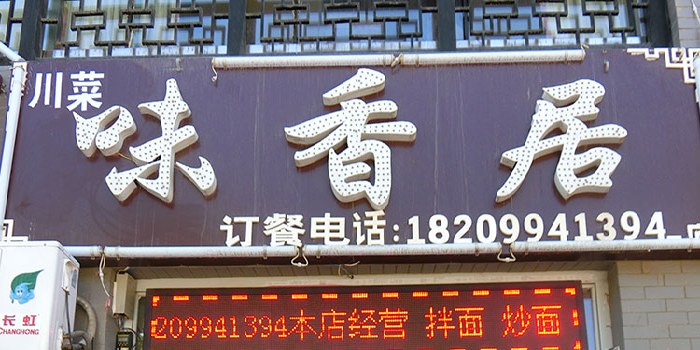 川菜
味香居
订餐电话:18209941394
209941394本店经营 拌面 炒面
长虹
CHANGHONG